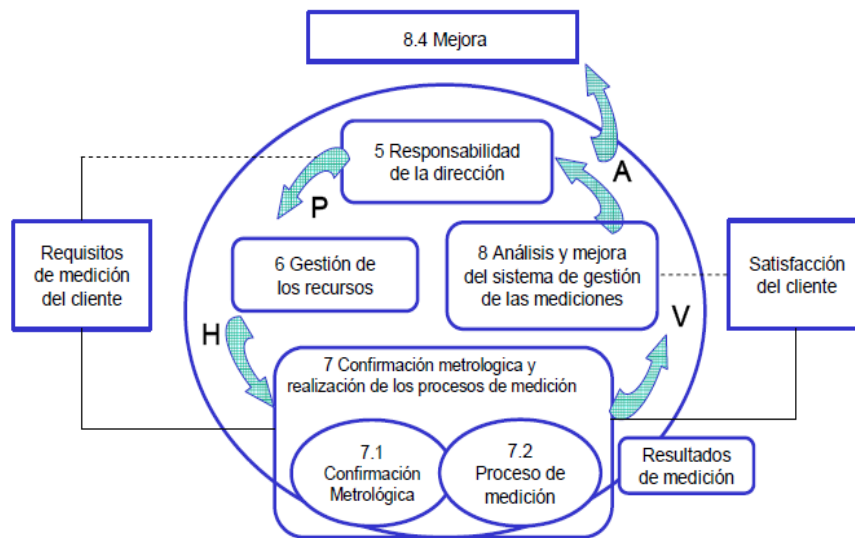 8.4 Mejora
5 Responsabilidad
de la dirección
A
P
Requisitos
de medición
del cliente
6 Gestión de
los recursos
8 Análisis y mejora
del sistema de gestión
de las mediciones
Satisfacción
del cliente
H
V
7 Confirmación metrologica y
realización de los procesos de medición
7.1
Confirmación
Metrológica
7.2
Proceso de
medición
Resultados
de medición